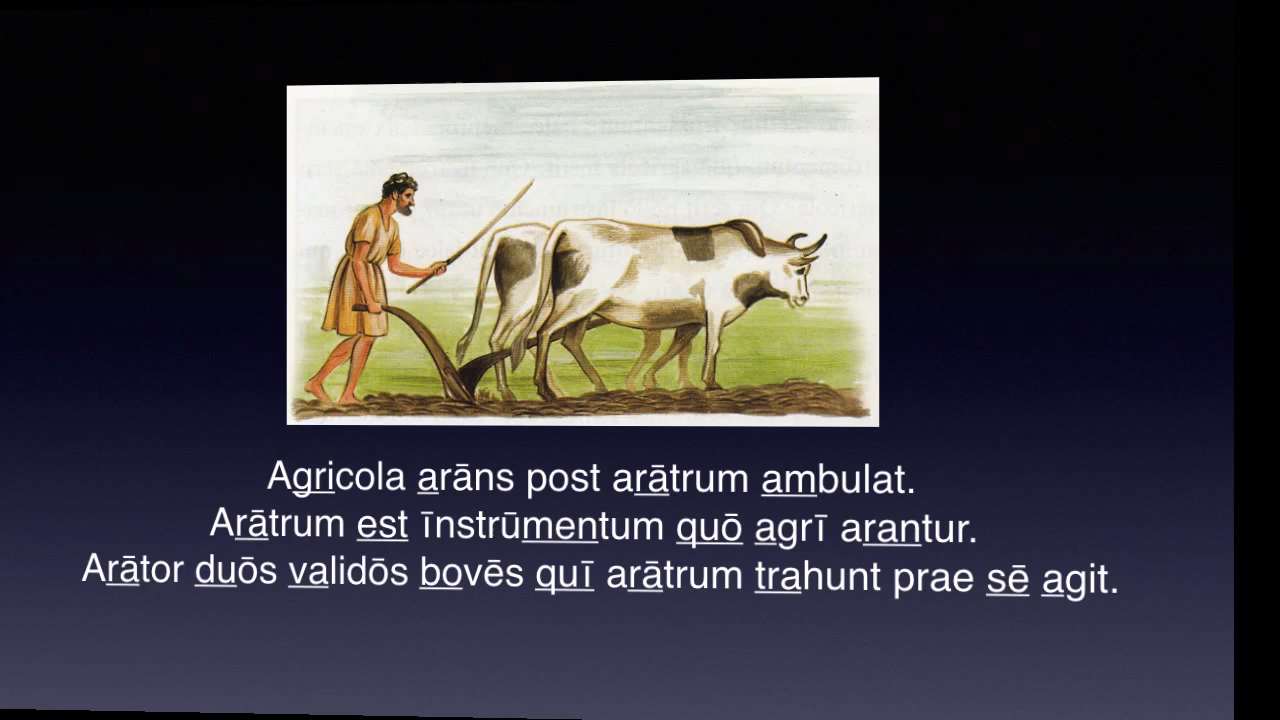 Agricola arāns post arātrum ambulat.
Arātrum est īnstrūmentum quō agrī arantur.
Arātor duōs validōs bovēs quī arātrum trahunt prae sē agit.